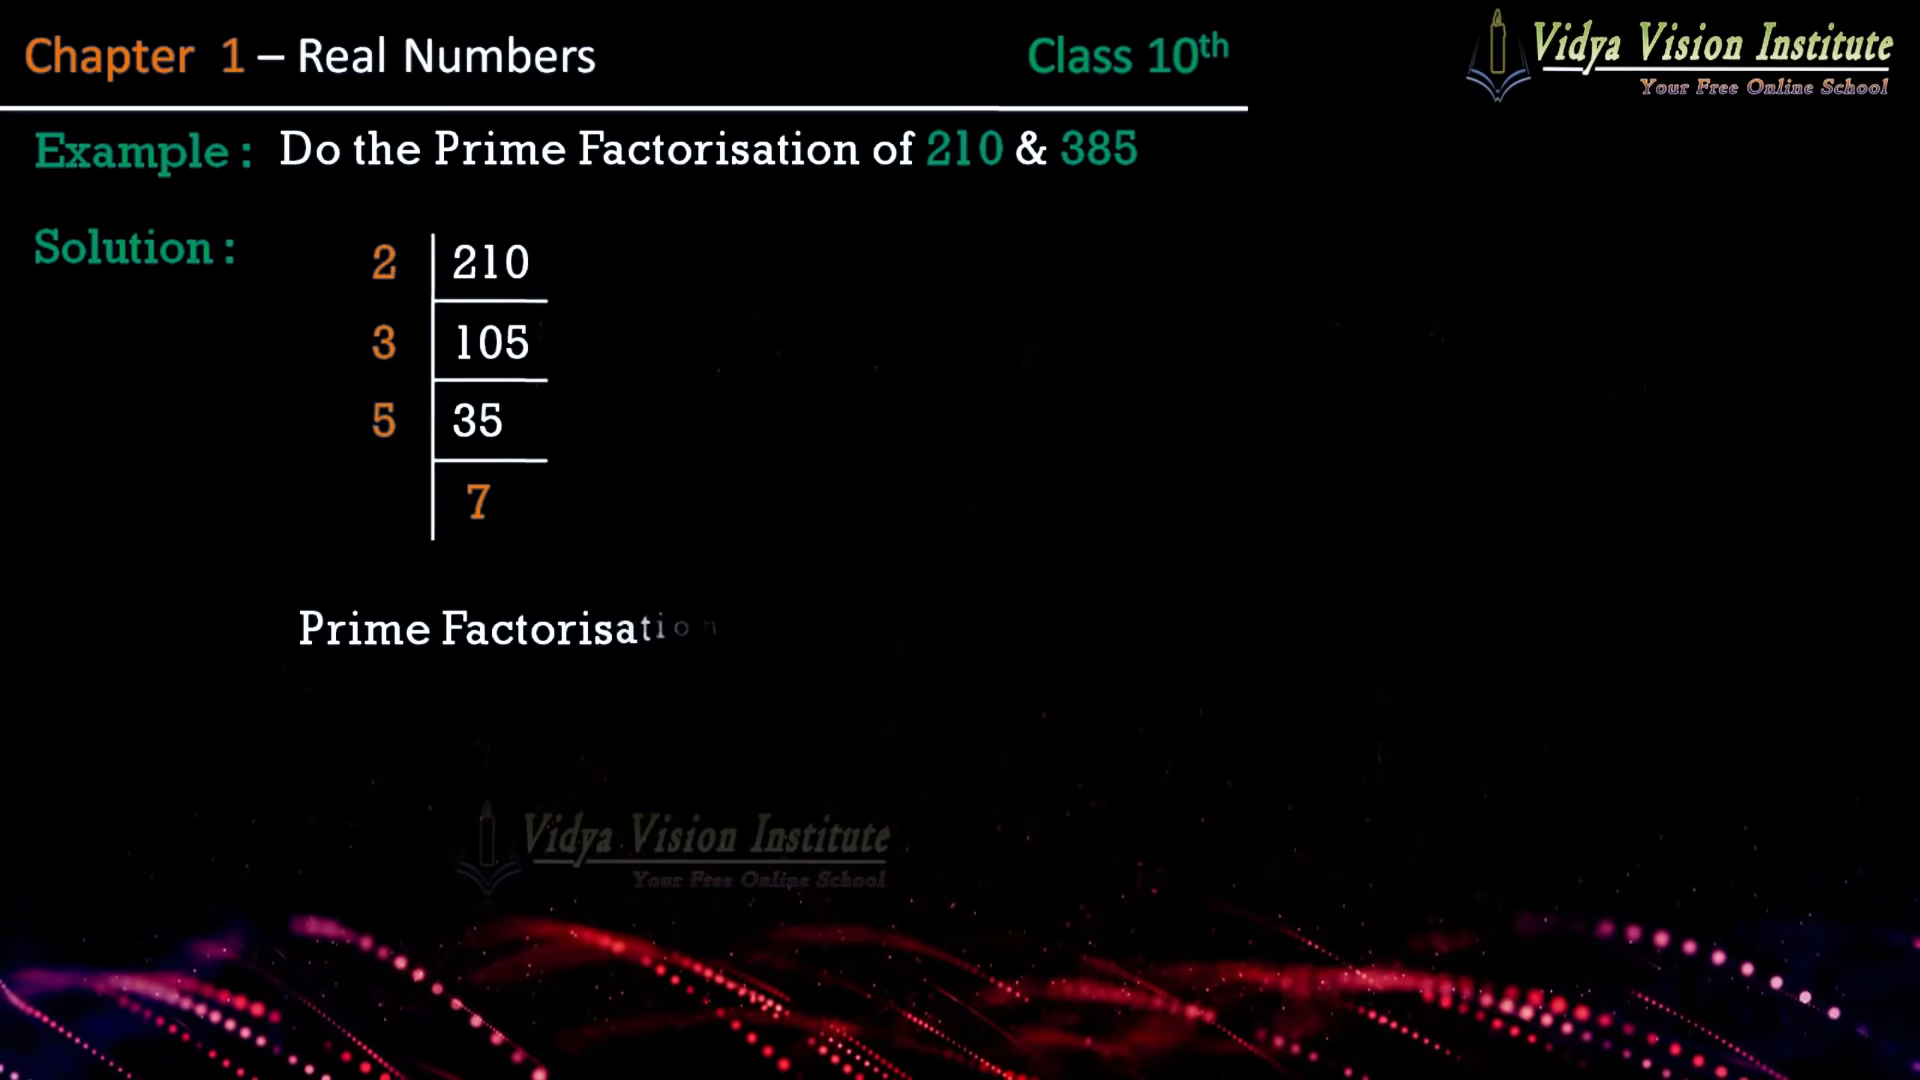 Chapter 1 – Real Numbers
Class 10th
Vidya Vision Institute
Your Free Online School
Example : Do the Prime Factorisation of 210 & 385
Solution :
2 210
3 105
5 35
7
Prime Factorisation
Vidya Vision Institute
Your Free Online School